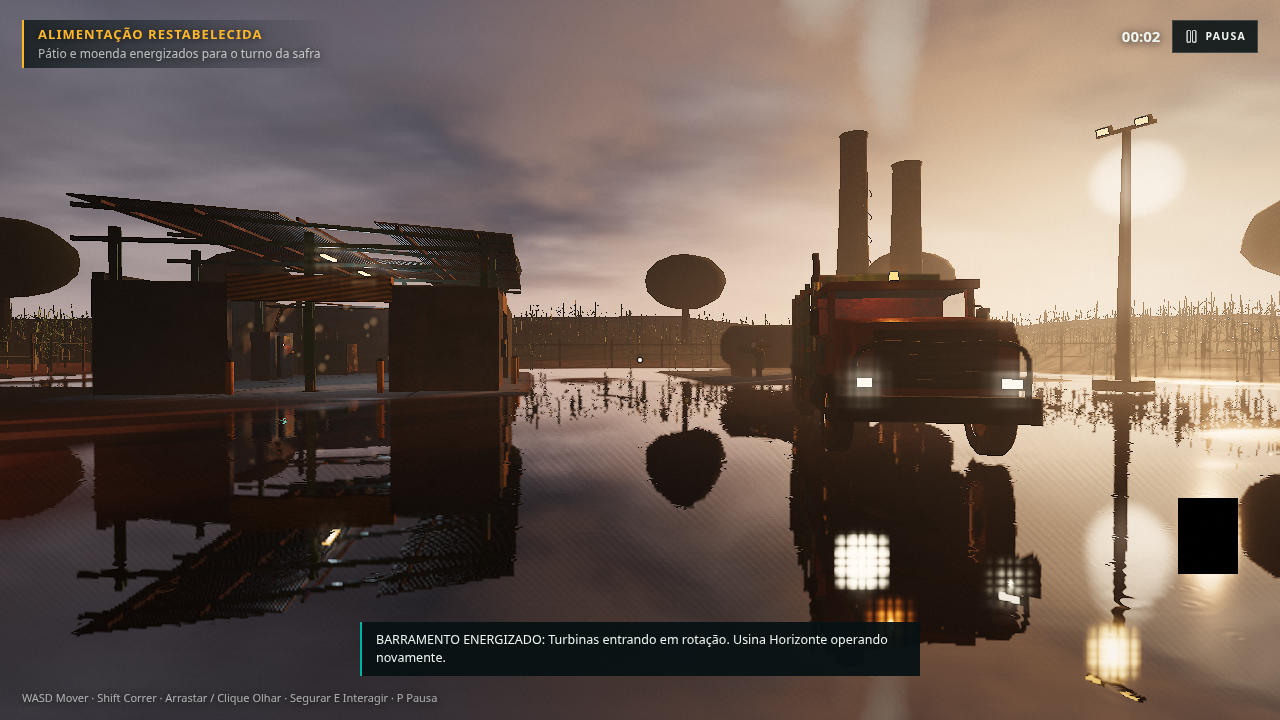 ALIMENTAÇÃO RESTABELECIDA
Pátio e moenda energizados para o turno da safra
00:02
PAUSA
BARRAMENTO ENERGIZADO: Turbinas entrando em rotação. Usina Horizonte operando
novamente.
WASD Mover · Shift Correr · Arrastar / Clique Olhar · Segurar E Interagir · P Pausa